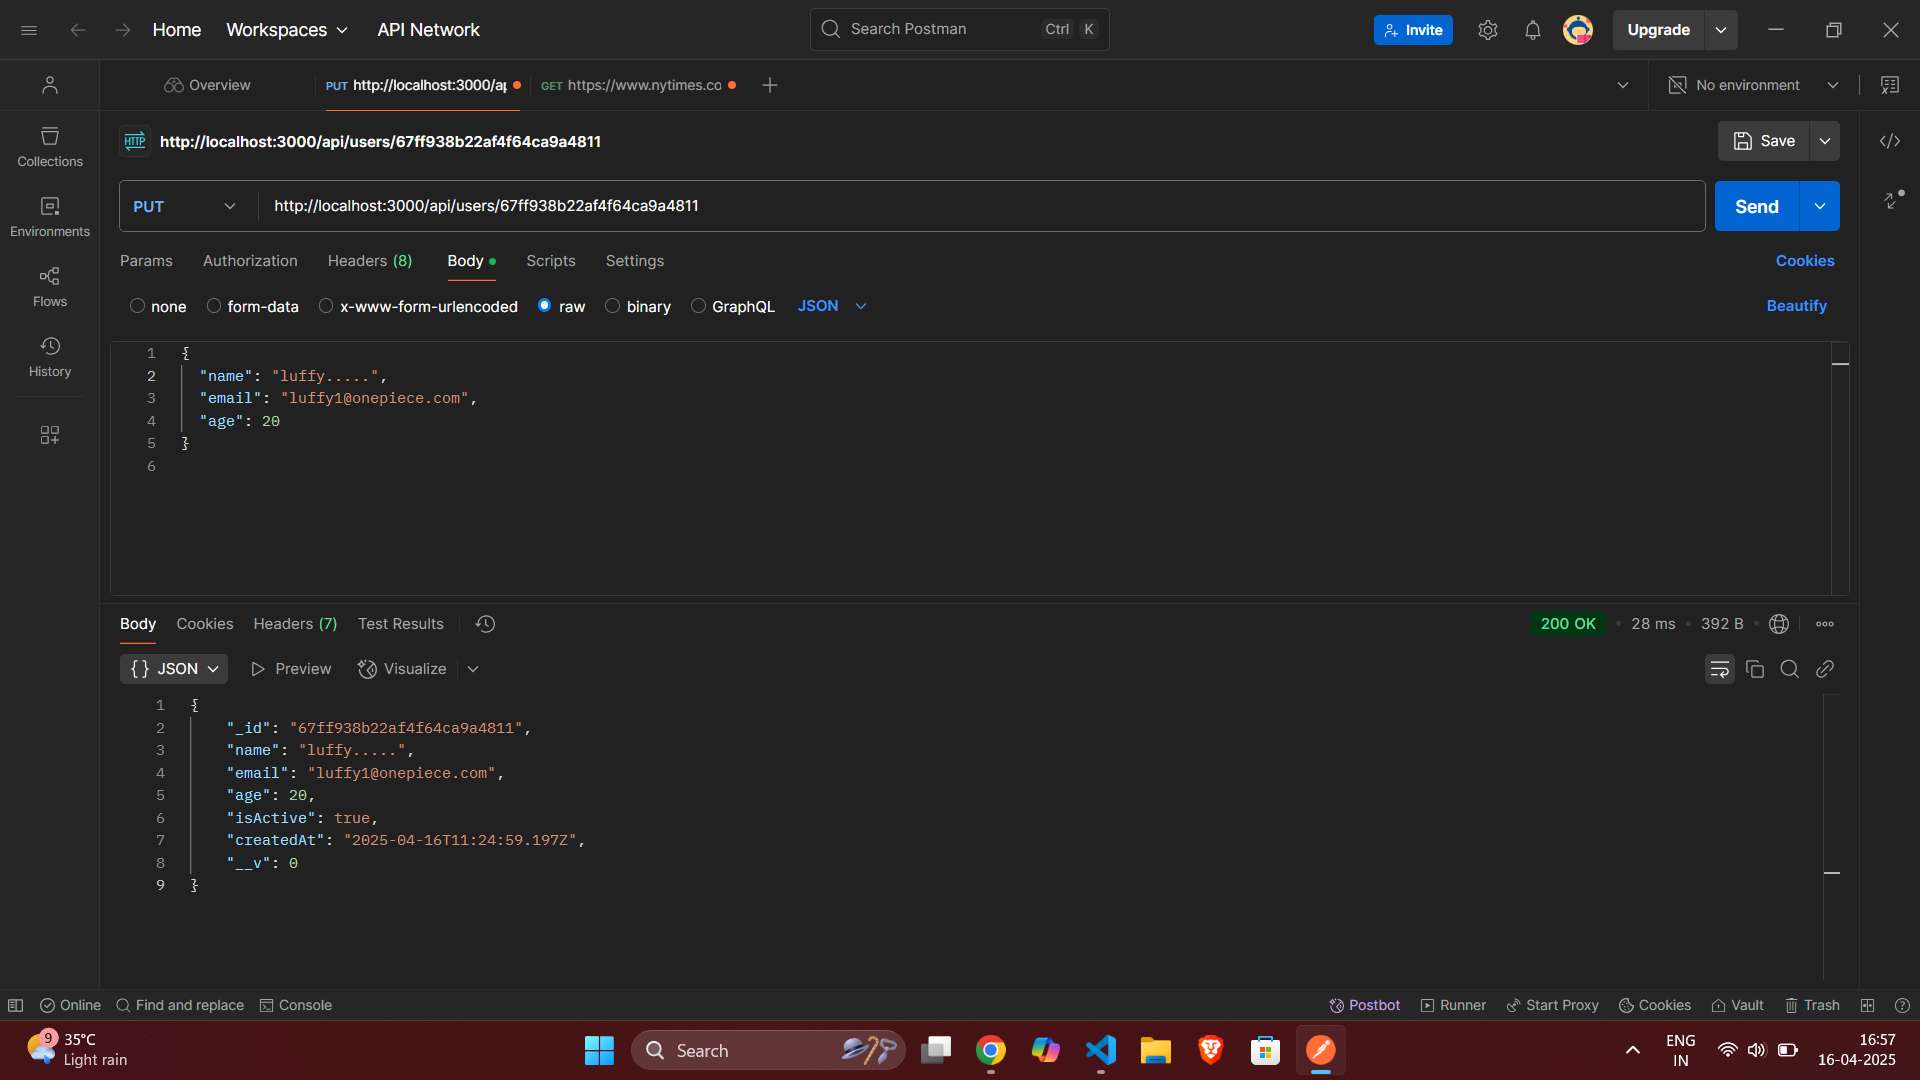 Home Workspaces API Network Search Postman Ctrl K Invite Upgrade
Overview PUT http://localhost:3000/ap GET https://www.nytimes.co No environment
HTTP http://localhost:3000/api/users/67ff938b22af4f64ca9a4811 Save
Collections
Environments
Flows
History
PUT http://localhost:3000/api/users/67ff938b22af4f64ca9a4811 Send
Params Authorization Headers (8) Body Scripts Settings Cookies
none form-data x-www-form-urlencoded raw binary GraphQL JSON Beautify
1 {
2 "name": "luffy.....",
3 "email": "luffy1@onepiece.com",
4 "age": 20
5 }
6
Body Cookies Headers (7) Test Results 200 OK • 28 ms • 392 B •
{} JSON Preview Visualize
1 {
2 "_id": "67ff938b22af4f64ca9a4811",
3 "name": "luffy.....",
4 "email": "luffy1@onepiece.com",
5 "age": 20,
6 "isActive": true,
7 "createdAt": "2025-04-16T11:24:59.197Z",
8 "__v": 0
9 }
Online Find and replace Console Postbot Runner Start Proxy Cookies Vault Trash
9 35°C
Light rain
Search
ENG
IN
16:57
16-04-2025